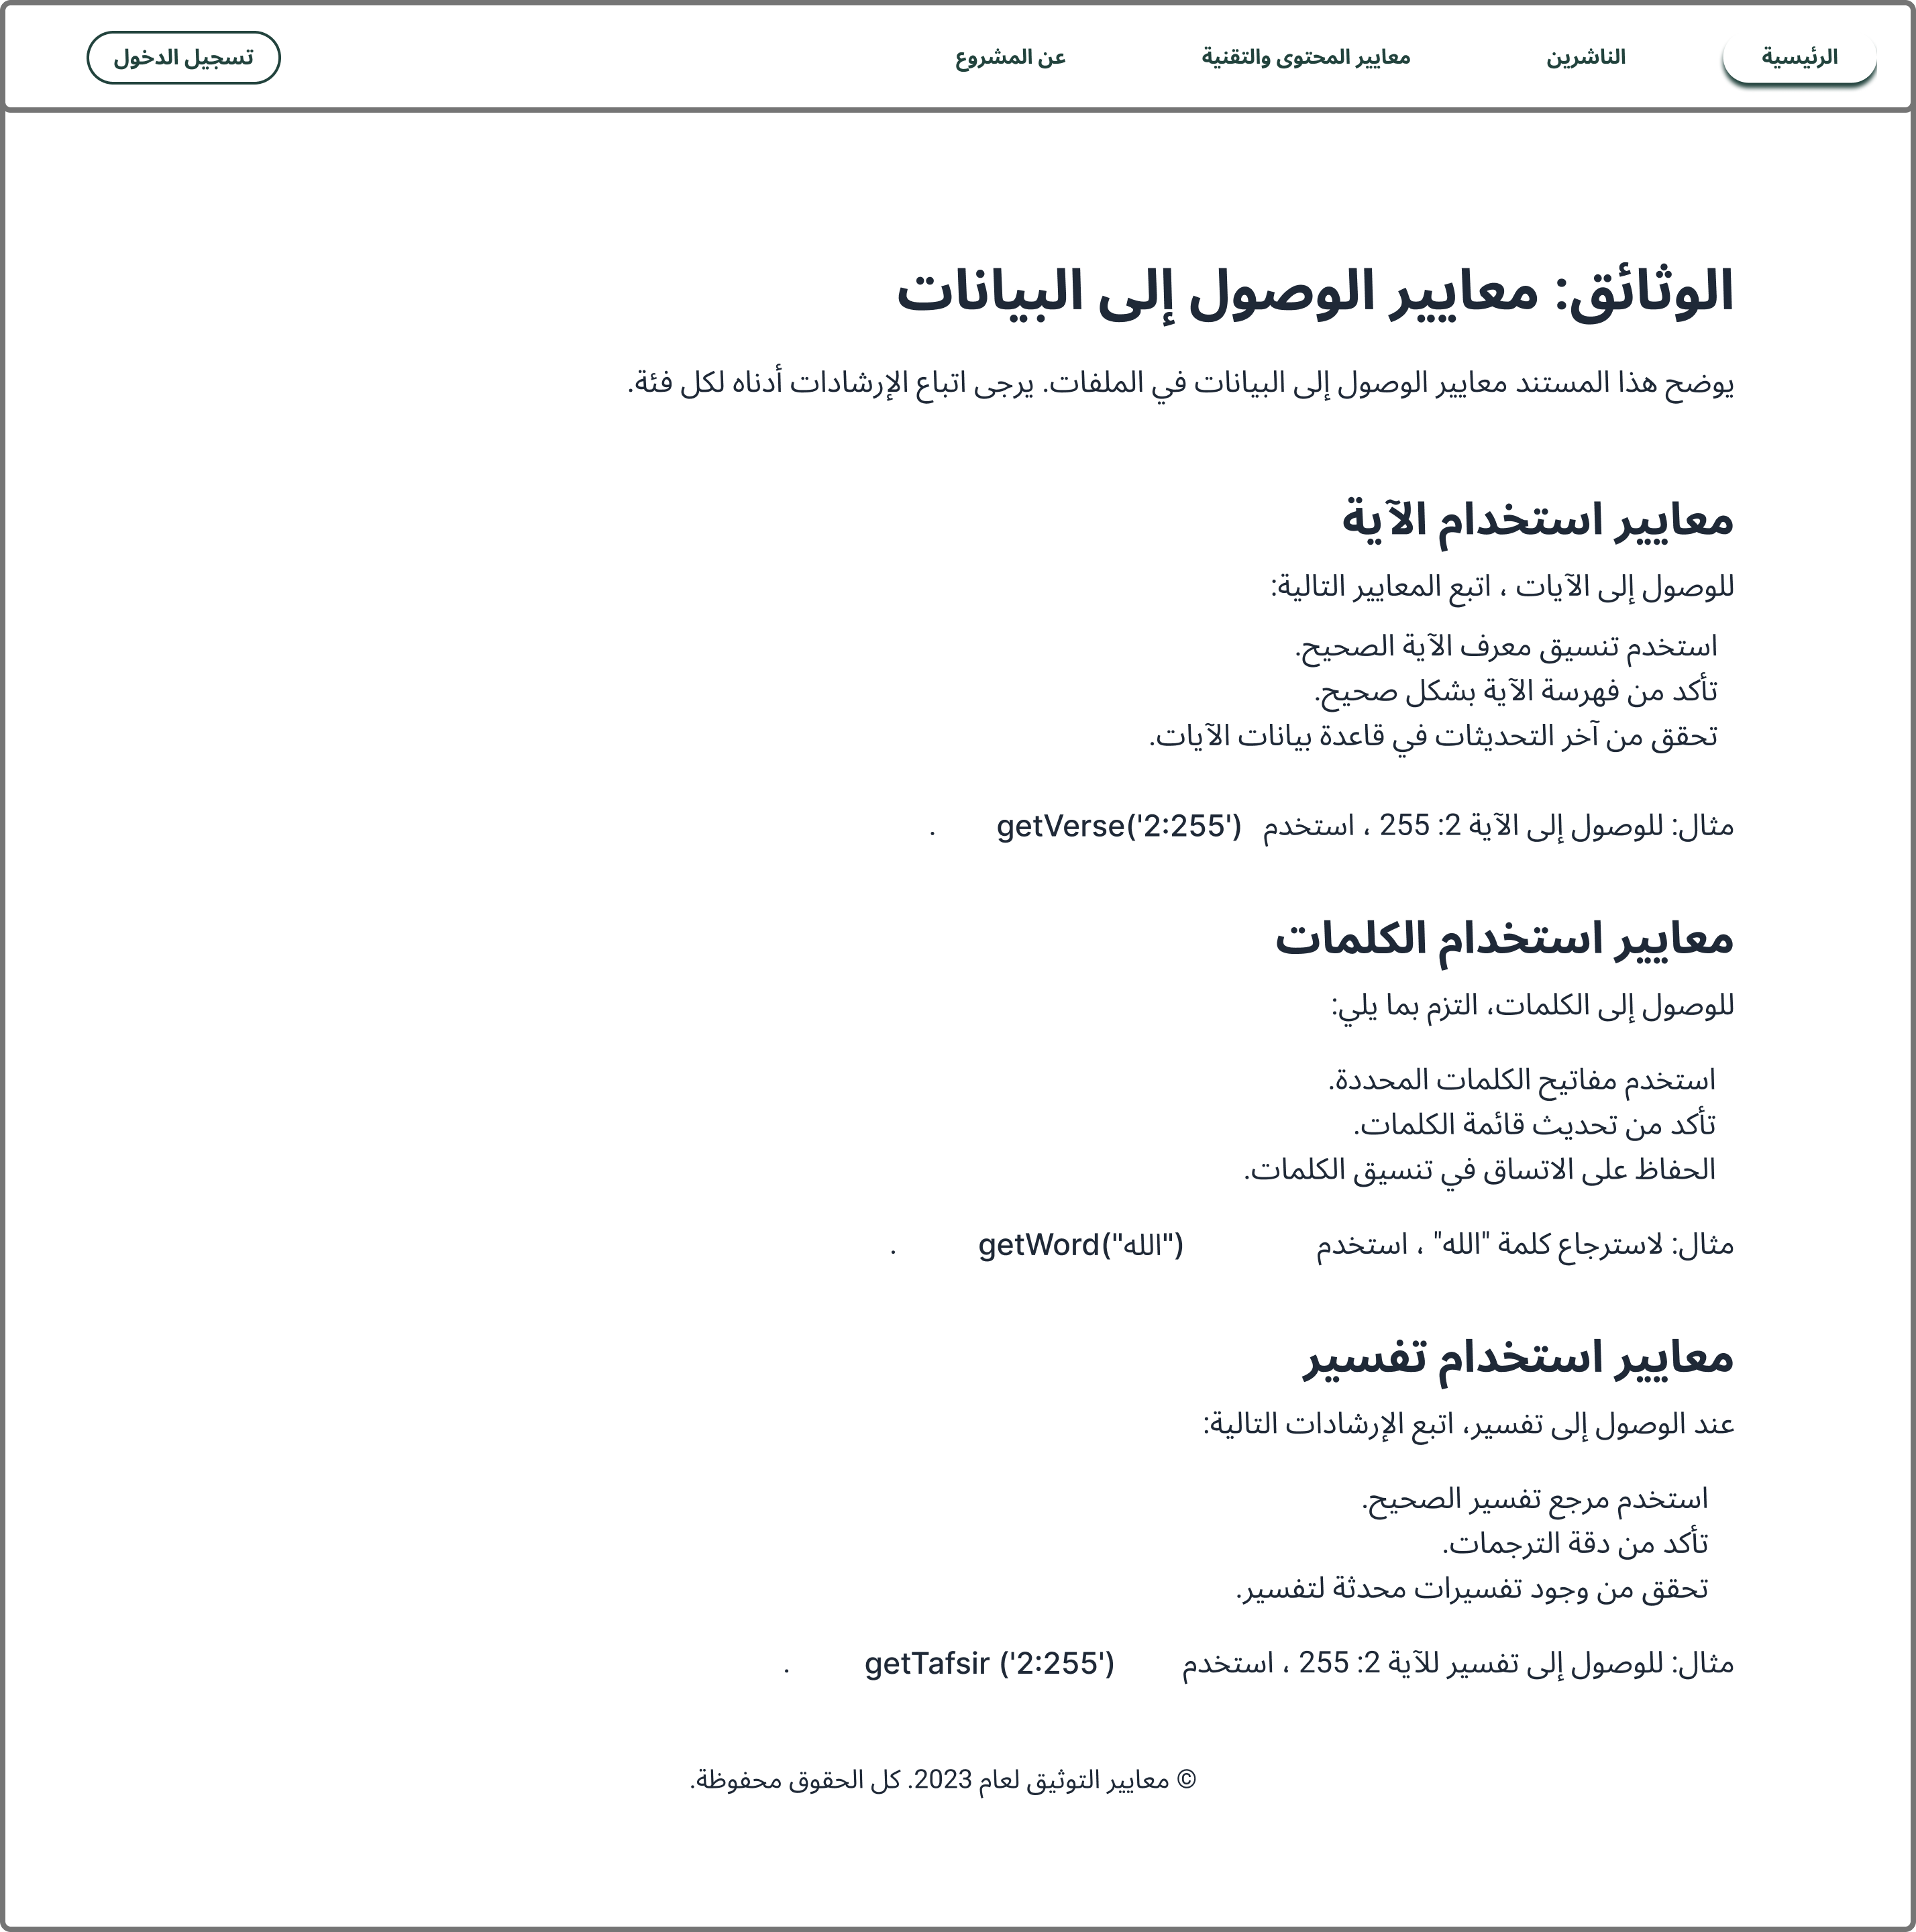 الرئيسية
الناشرين
معايير المحتوى والتقنية
عن المشروع
تسجيل الدخول
الوثائق: معايير الوصول إلى البيانات
يوضح هذا المستند معايير الوصول إلى البيانات في الملفات. يرجى اتباع الإرشادات أدناه لكل فئة.
معايير استخدام الآية
للوصول إلى الآيات ، اتبع المعايير التالية:
استخدم تنسيق معرف الآية الصحيح.
تأكد من فهرسة الآية بشكل صحيح.
تحقق من آخر التحديثات في قاعدة بيانات الآيات.
مثال: للوصول إلى الآية 2: 255 ، استخدم getVerse('2:255') .
معايير استخدام الكلمات
للوصول إلى الكلمات، التزم بما يلي:
استخدم مفاتيح الكلمات المحددة.
تأكد من تحديث قائمة الكلمات.
الحفاظ على الاتساق في تنسيق الكلمات.
مثال: لاسترجاع كلمة "الله" ، استخدم getWord("الله") .
معايير استخدام تفسير
عند الوصول إلى تفسير، اتبع الإرشادات التالية:
استخدم مرجع تفسير الصحيح.
تأكد من دقة الترجمات.
تحقق من وجود تفسيرات محدثة لتفسير.
مثال: للوصول إلى تفسير للآية 2: 255 ، استخدم getTafsir ('2:255') .
© معايير التوثيق لعام 2023. كل الحقوق محفوظة.